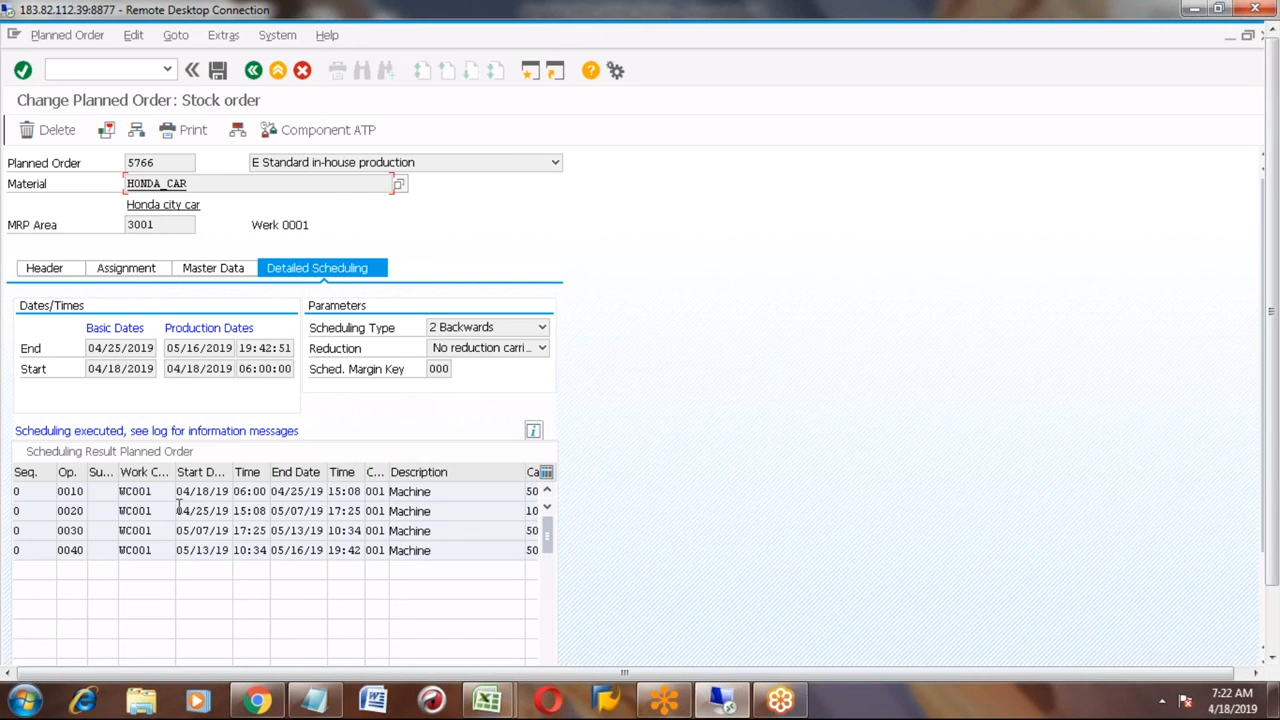 183.82.112.39:8877 - Remote Desktop Connection
Planned Order Edit Goto Extras System Help
Change Planned Order: Stock order
Delete Print Component ATP
Planned Order 5766 E Standard in-house production
Material HONDA_CAR
Honda city car
MRP Area 3001 Werk 0001
Header Assignment Master Data Detailed Scheduling
Dates/Times Parameters
Basic Dates Production Dates Scheduling Type 2 Backwards
End 04/25/2019 05/16/2019 19:42:51 Reduction No reduction carri...
Start 04/18/2019 04/18/2019 06:00:00 Sched. Margin Key 000
Scheduling executed, see log for information messages
Scheduling Result Planned Order
Seq. Op. Su... Work C... Start D... Time End Date Time C... Description Ca
0 0010 WC001 04/18/19 06:00 04/25/19 15:08 001 Machine 50
0 0020 WC001 04/25/19 15:08 05/07/19 17:25 001 Machine 10
0 0030 WC001 05/07/19 17:25 05/13/19 10:34 001 Machine 50
0 0040 WC001 05/13/19 10:34 05/16/19 19:42 001 Machine 50
7:22 AM
4/18/2019